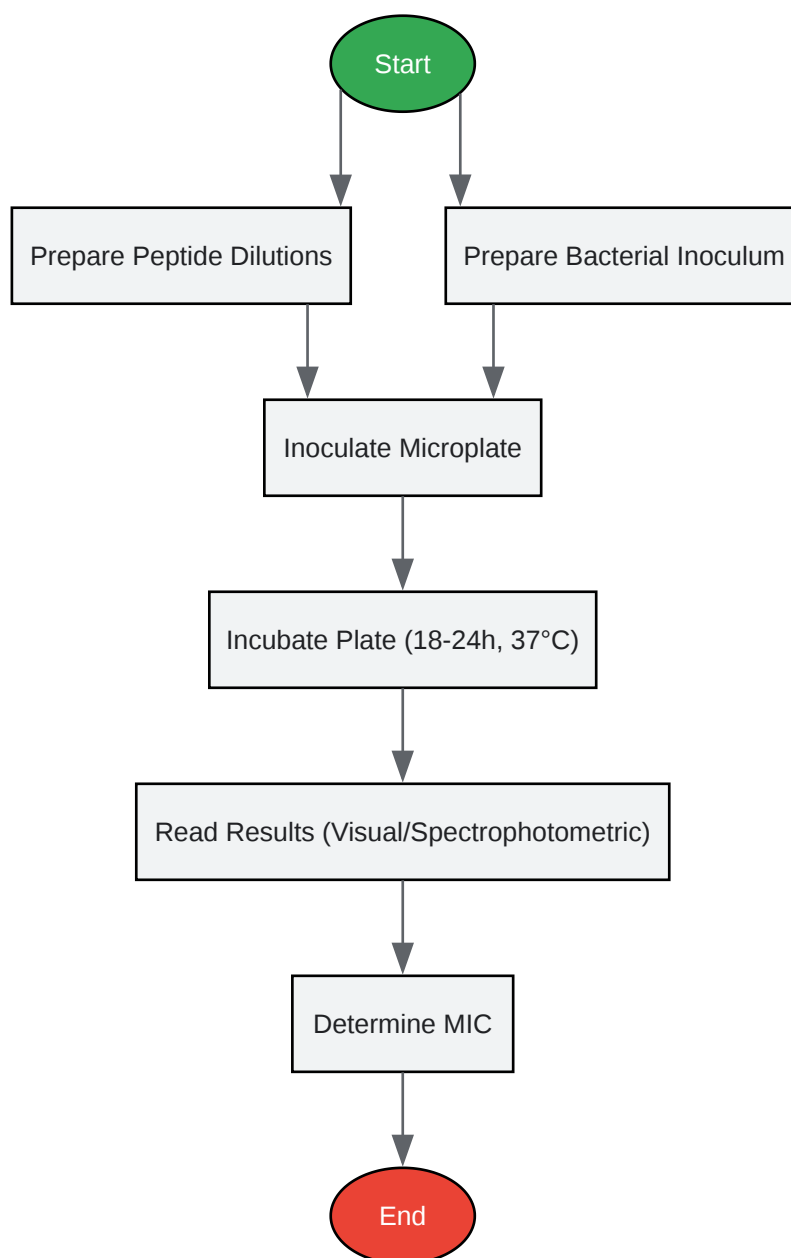 Start
Prepare Peptide Dilutions
Prepare Bacterial Inoculum
Inoculate Microplate
Incubate Plate (18-24h, 37°C)
Read Results (Visual/Spectrophotometric)
Determine MIC
End